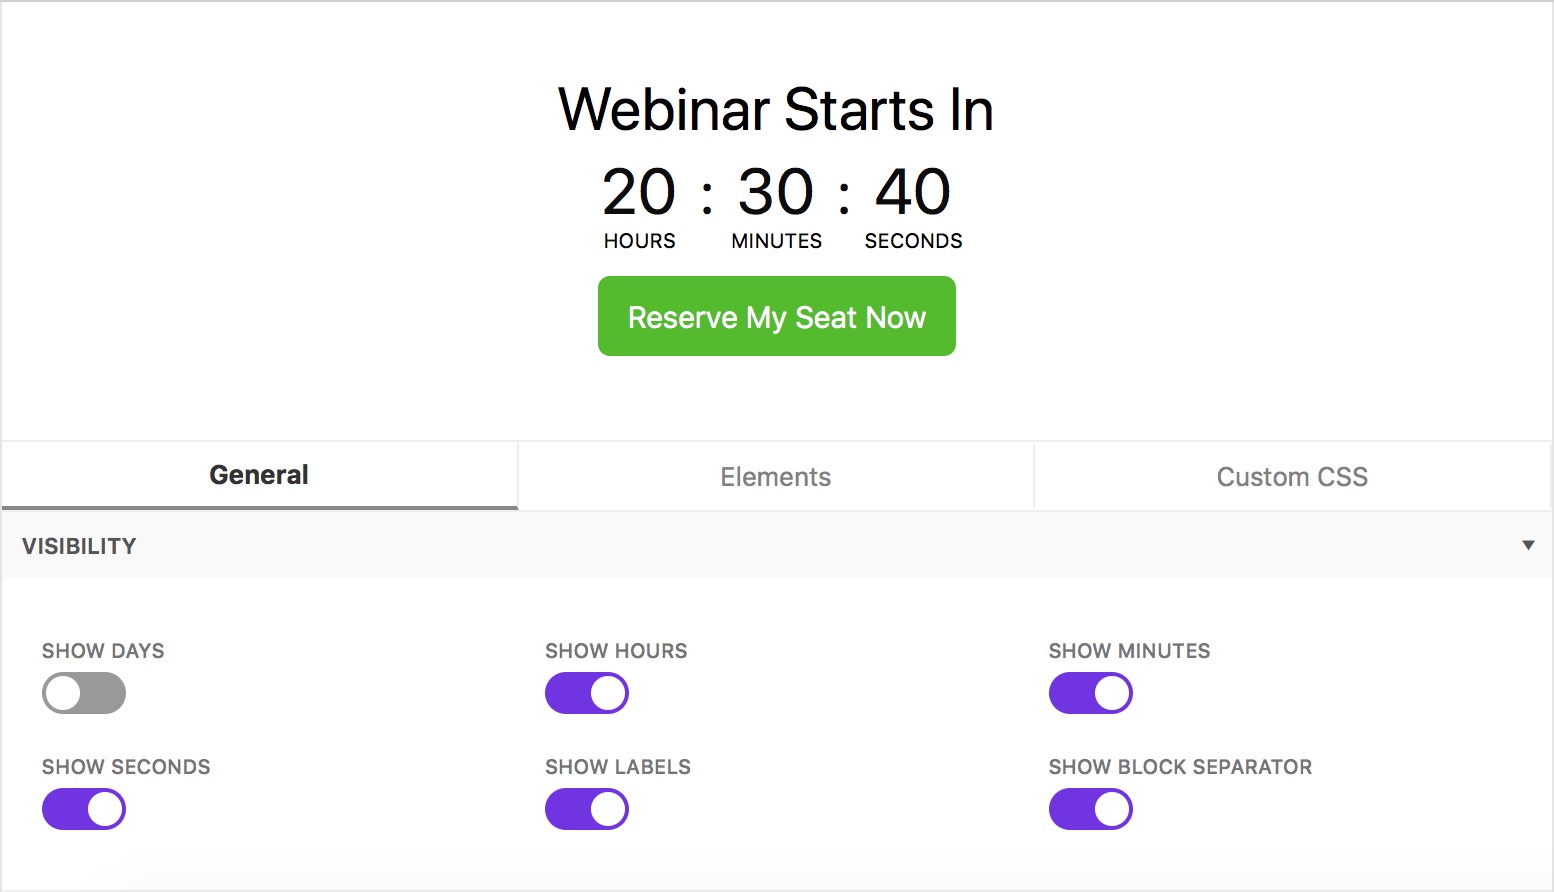 Webinar Starts In
20 : 30 : 40
HOURS MINUTES SECONDS
Reserve My Seat Now
General Elements Custom CSS
VISIBILITY
SHOW DAYS SHOW HOURS SHOW MINUTES
SHOW SECONDS SHOW LABELS SHOW BLOCK SEPARATOR